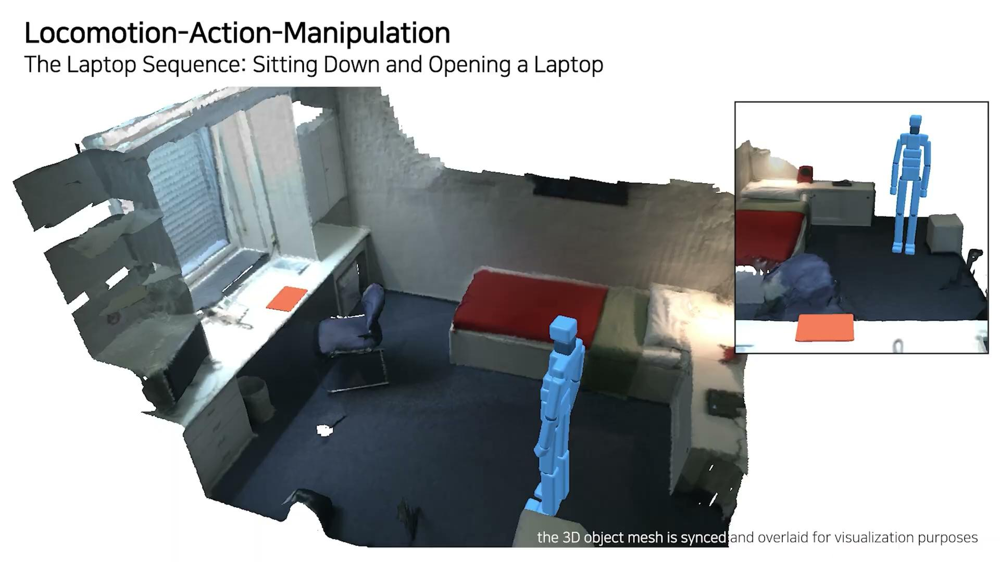 Locomotion-Action-Manipulation
The Laptop Sequence: Sitting Down and Opening a Laptop
the 3D object mesh is synced and overlaid for visualization purposes